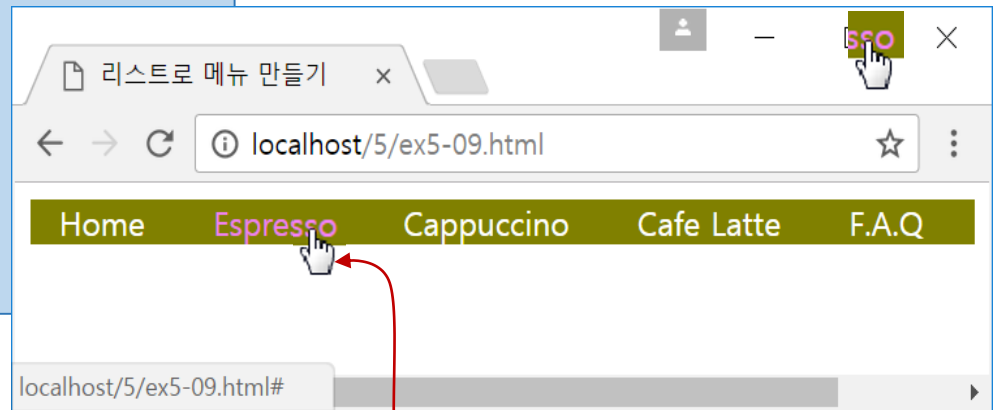 sso
리스트로 메뉴 만들기
localhost/5/ex5-09.html
Home Espresso Cappuccino Cafe Latte F.A.Q
localhost/5/ex5-09.html#